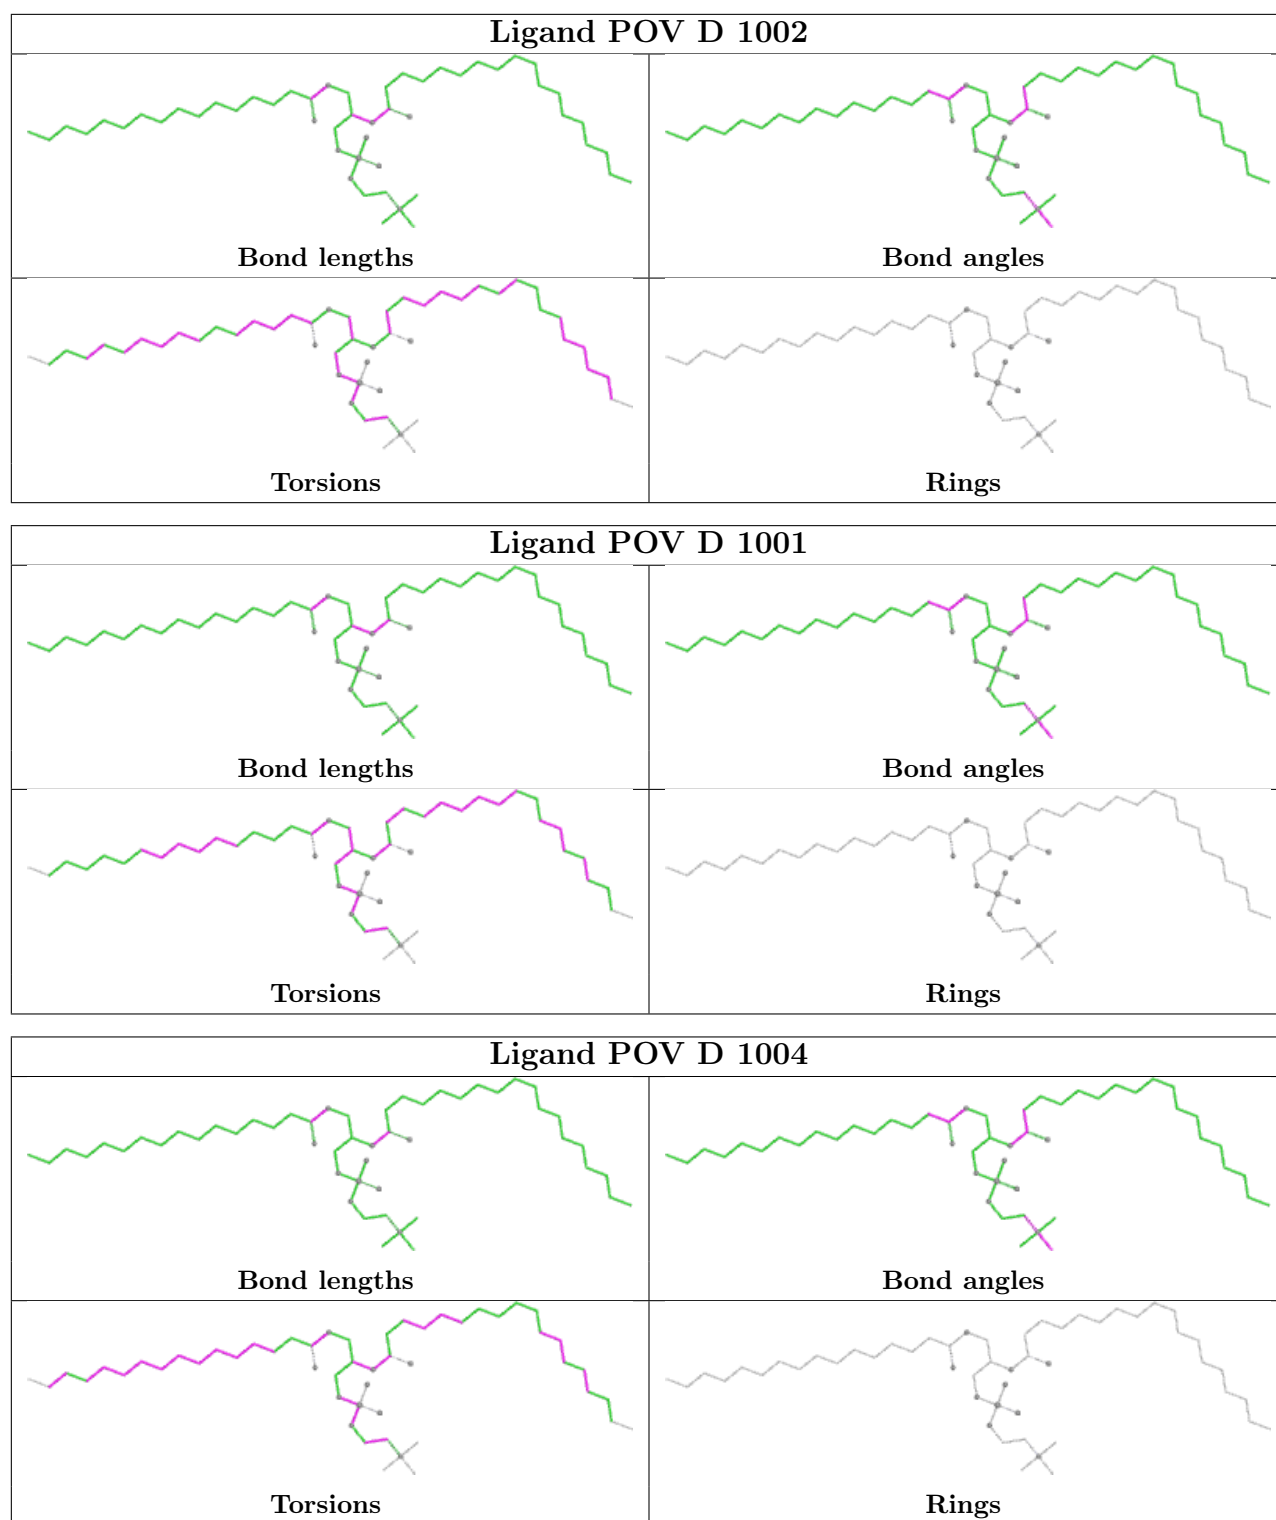 Ligand POV D 1002
Bond lengths
Bond angles
Torsions
Rings
Ligand POV D 1001
Bond lengths
Bond angles
Torsions
Rings
Ligand POV D 1004
Bond lengths
Bond angles
Torsions
Rings